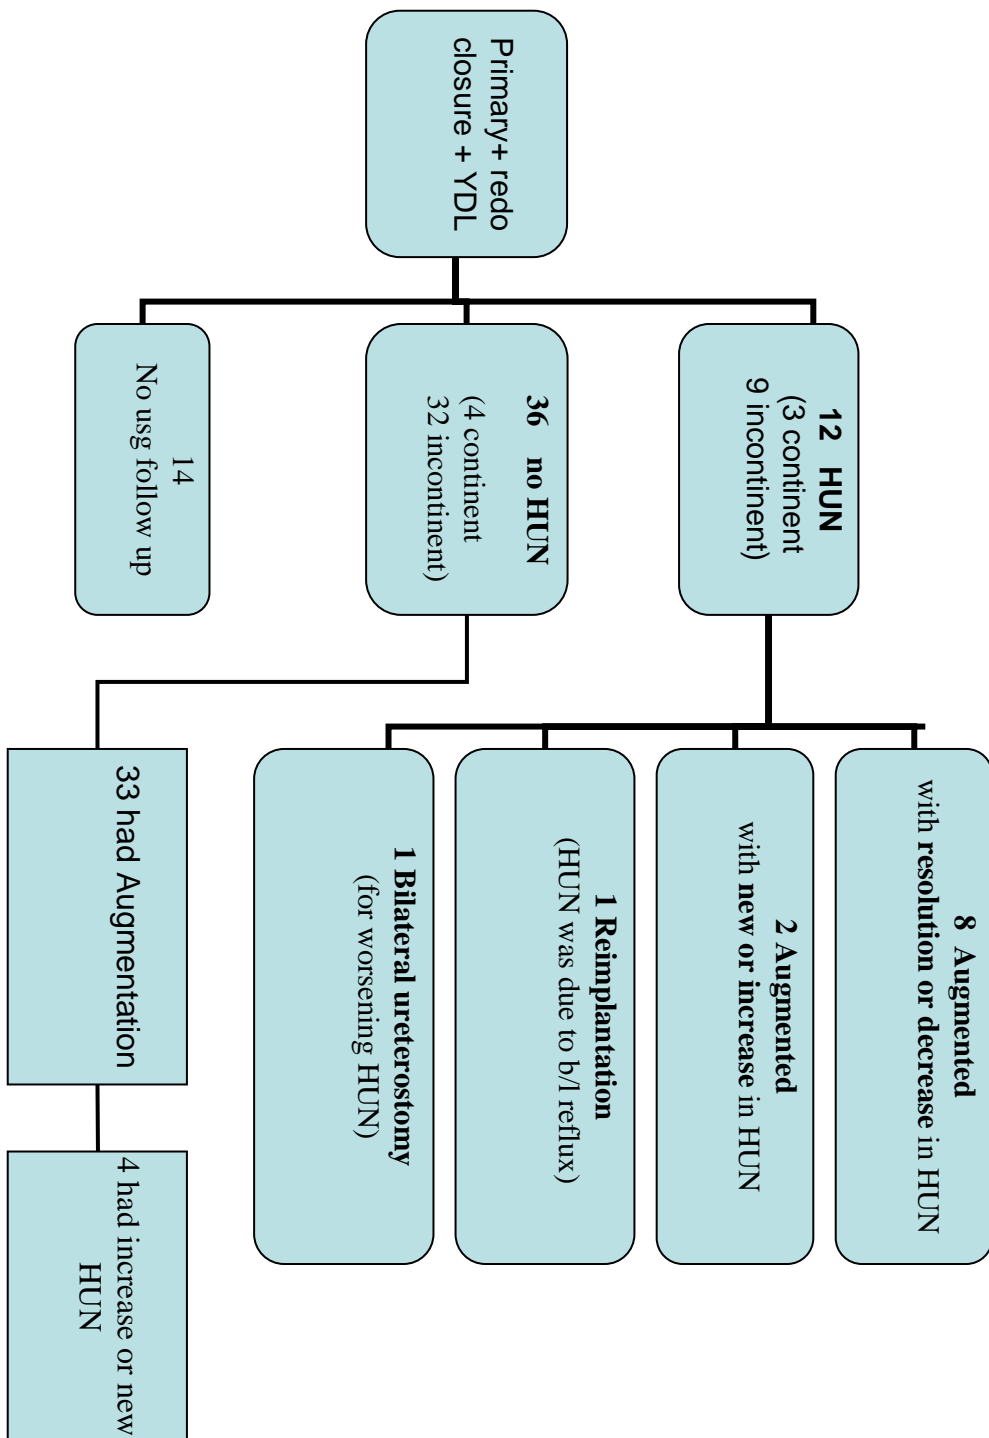 Primary+ redo
closure + YDL
12 HUN
(3 continent
9 incontinent)
36 no HUN
(4 continent
32 incontinent)
14
No usg follow up
8 Augmented
with resolution or decrease in HUN
2 Augmented
with new or increase in HUN
1 Reimplantation
(HUN was due to b/l reflux)
1 Bilateral ureterostomy
(for worsening HUN)
33 had Augmentation
4 had increase or new
HUN